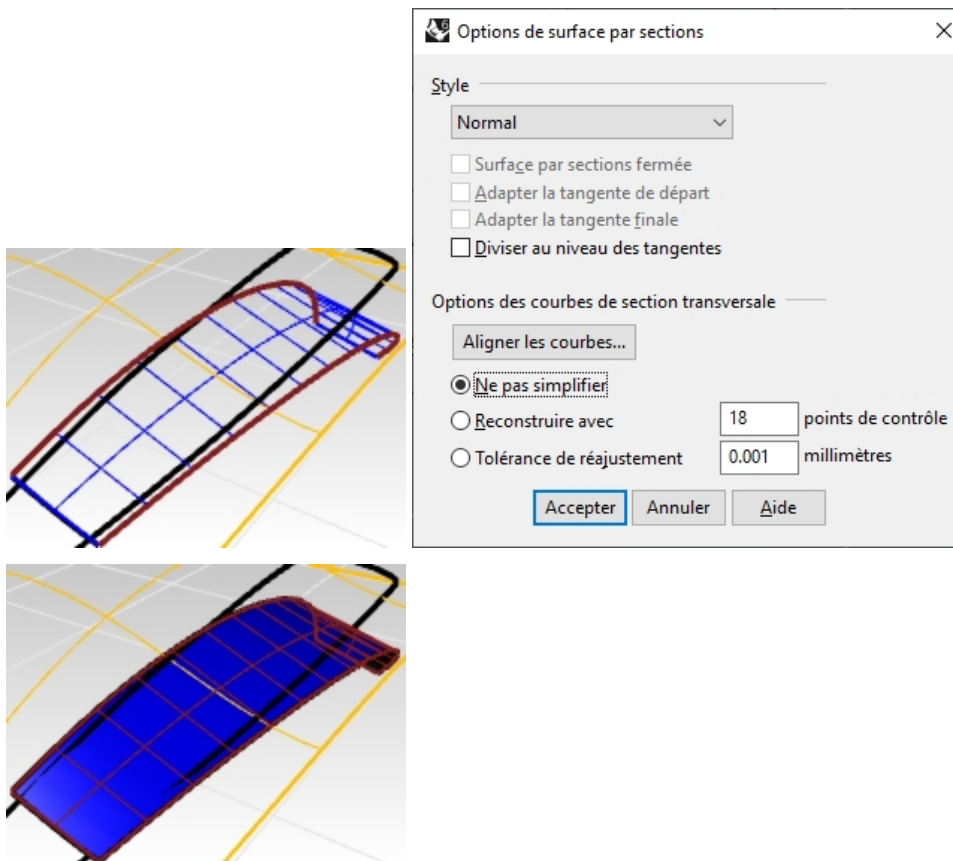 Options de surface par sections
Style
Normal
Surface par sections fermée
Adapter la tangente de départ
Adapter la tangente finale
Diviser au niveau des tangentes
Options des courbes de section transversale
Aligner les courbes...
Ne pas simplifier
Reconstruire avec 18 points de contrôle
Tolérance de réajustement 0.001 millimètres
Accepter Annuler Aide